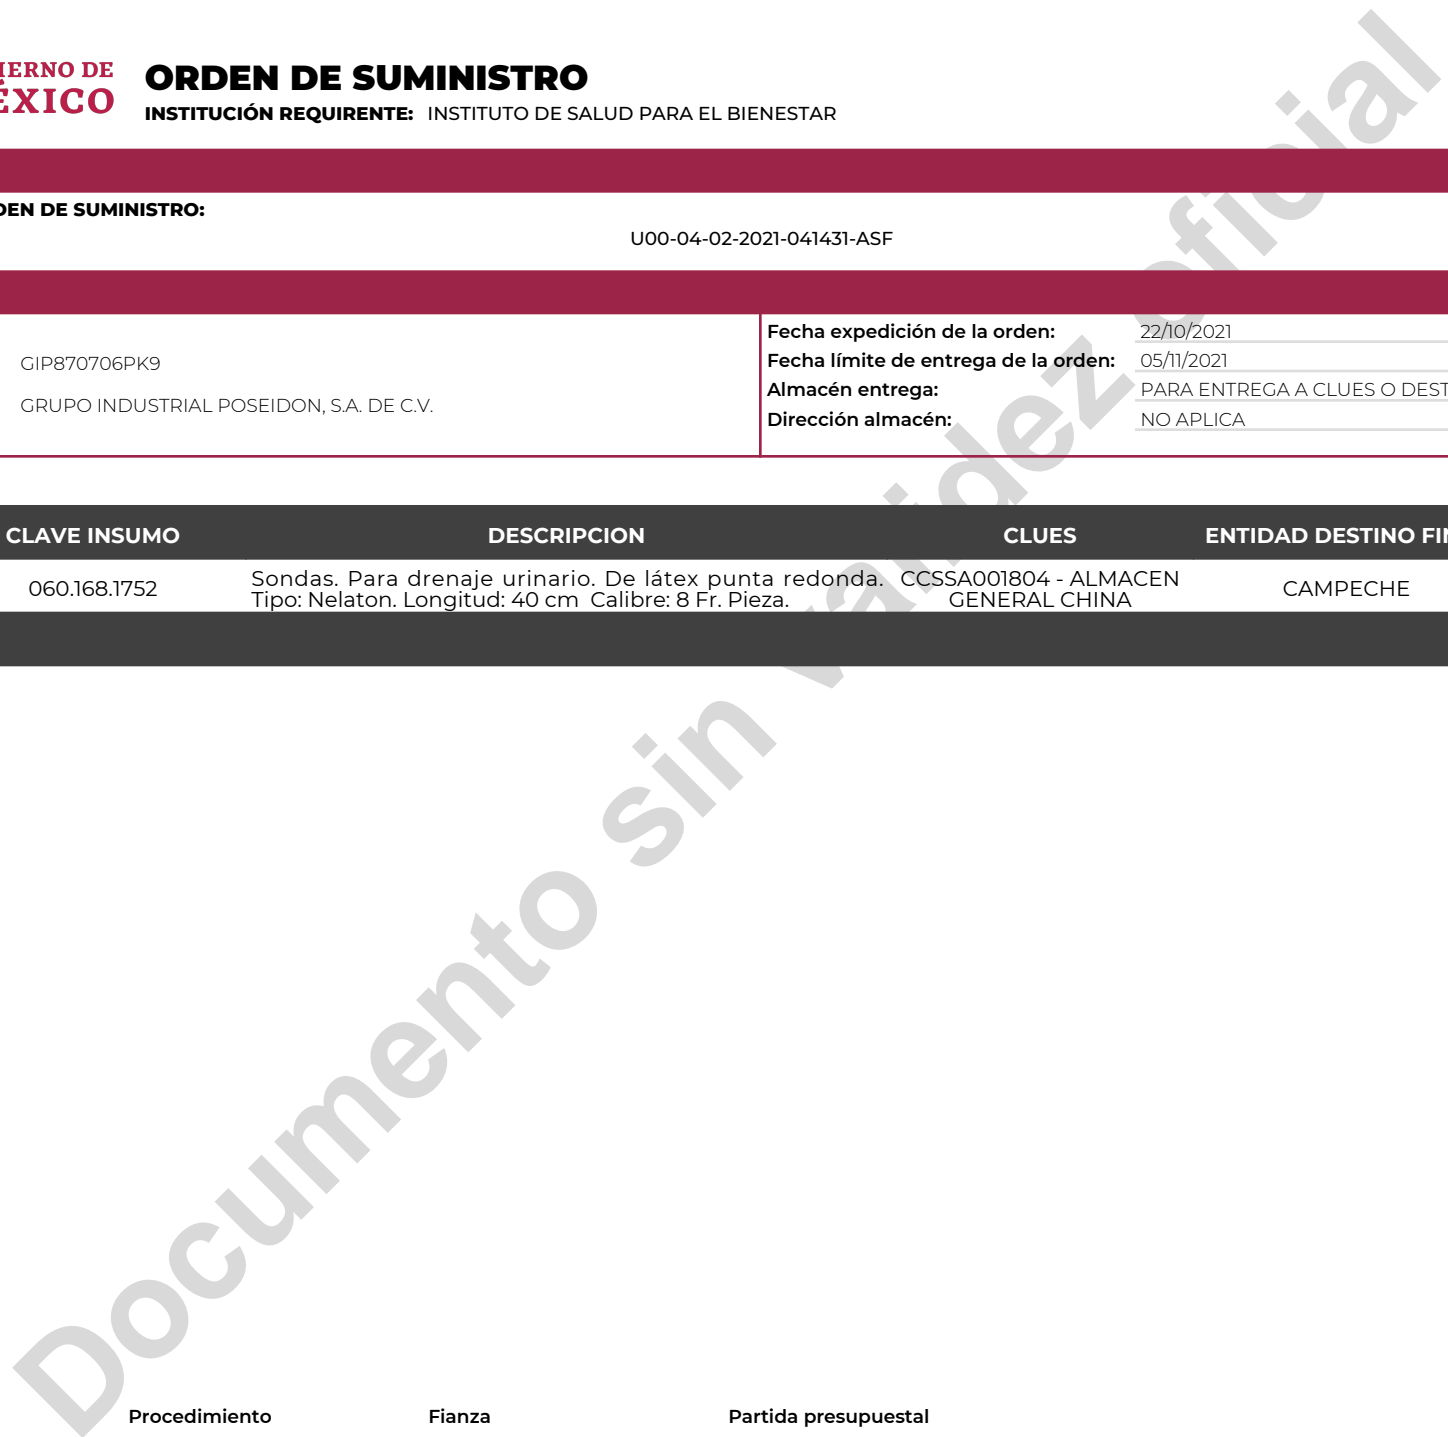 IERNO DE
ÉXICO
ORDEN DE SUMINISTRO
INSTITUCIÓN REQUIRENTE: INSTITUTO DE SALUD PARA EL BIENESTAR
DEN DE SUMINISTRO:
U00-04-02-2021-041431-ASF
GIP870706PK9
GRUPO INDUSTRIAL POSEIDON, S.A. DE C.V.
Fecha expedición de la orden: 22/10/2021
Fecha límite de entrega de la orden: 05/11/2021
Almacén entrega: PARA ENTREGA A CLUES O DEST
Dirección almacén: NO APLICA
CLAVE INSUMO DESCRIPCION CLUES ENTIDAD DESTINO FIN
060.168.1752 Sondas. Para drenaje urinario. De látex punta redonda. CCSSA001804 - ALMACEN CAMPECHE
Tipo: Nelaton. Longitud: 40 cm Calibre: 8 Fr. Pieza. GENERAL CHINA
Documento sin validez oficial
Procedimiento Fianza Partida presupuestal